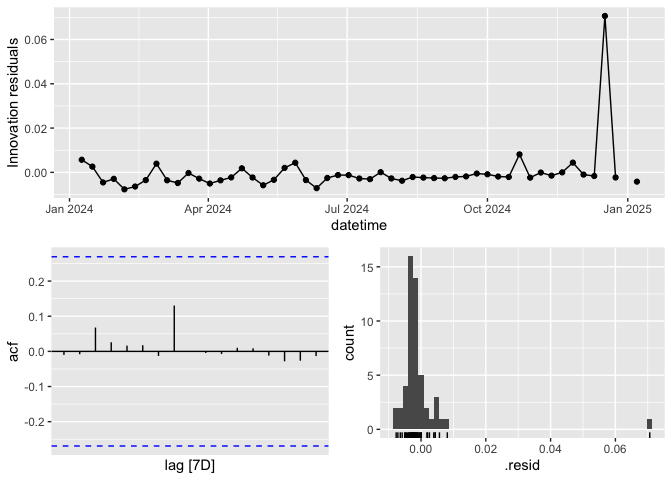 Innovation residuals
0.06
0.04
0.02
0.00
Jan 2024
Apr 2024
Jul 2024
Oct 2024
Jan 2025
datetime
acf
0.2
0.1
0.0
-0.1
-0.2
lag [7D]
count
15
10
5
0
0.00
0.02
0.04
0.06
.resid